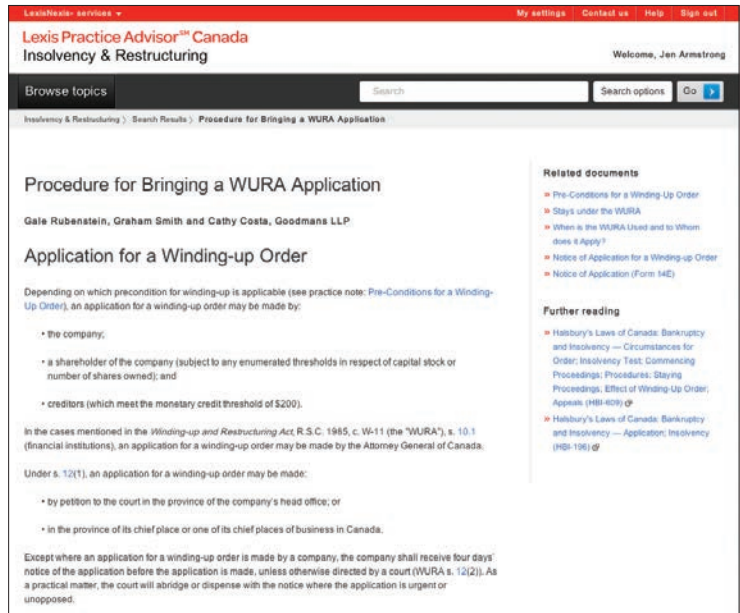 LexisNexis® services
My settings
Contact us
Help
Sign out
Lexis Practice Advisor℠ Canada
Insolvency & Restructuring
Welcome, Jen Armstrong
Browse topics
Search
Search options
Go
Insolvency & Restructuring > Search Results > Procedure for Bringing a WURA Application
Procedure for Bringing a WURA Application
Gale Rubenstein, Graham Smith and Cathy Costa, Goodmans LLP
Application for a Winding-up Order
Depending on which precondition for winding-up is applicable (see practice note: Pre-Conditions for a Winding-
Up Order), an application for a winding-up order may be made by:
• the company;
• a shareholder of the company (subject to any enumerated thresholds in respect of capital stock or
number of shares owned); and
• creditors (which meet the monetary credit threshold of $200).
In the cases mentioned in the Winding-up and Restructuring Act, R.S.C. 1985, c. W-11 (the "WURA"), s. 10.1
(financial institutions), an application for a winding-up order may be made by the Attorney General of Canada.
Under s. 12(1), an application for a winding-up order may be made:
• by petition to the court in the province of the company's head office; or
• in the province of its chief place or one of its chief places of business in Canada.
Except where an application for a winding-up order is made by a company, the company shall receive four days'
notice of the application before the application is made, unless otherwise directed by a court (WURA s. 12(2)). As
a practical matter, the court will abridge or dispense with the notice where the application is urgent or
unopposed.
Related documents
» Pre-Conditions for a Winding-Up Order
» Stays under the WURA
» When is the WURA Used and to Whom
does it Apply?
» Notice of Application for a Winding-up Order
» Notice of Application (Form 14E)
Further reading
» Halsbury's Laws of Canada: Bankruptcy
and Insolvency — Circumstances for
Order; Insolvency Test; Commencing
Proceedings; Procedures; Staying
Proceedings; Effect of Winding-Up Order;
Appeals (HBI-609)
» Halsbury's Laws of Canada: Bankruptcy
and Insolvency — Application; Insolvency
(HBI-196)